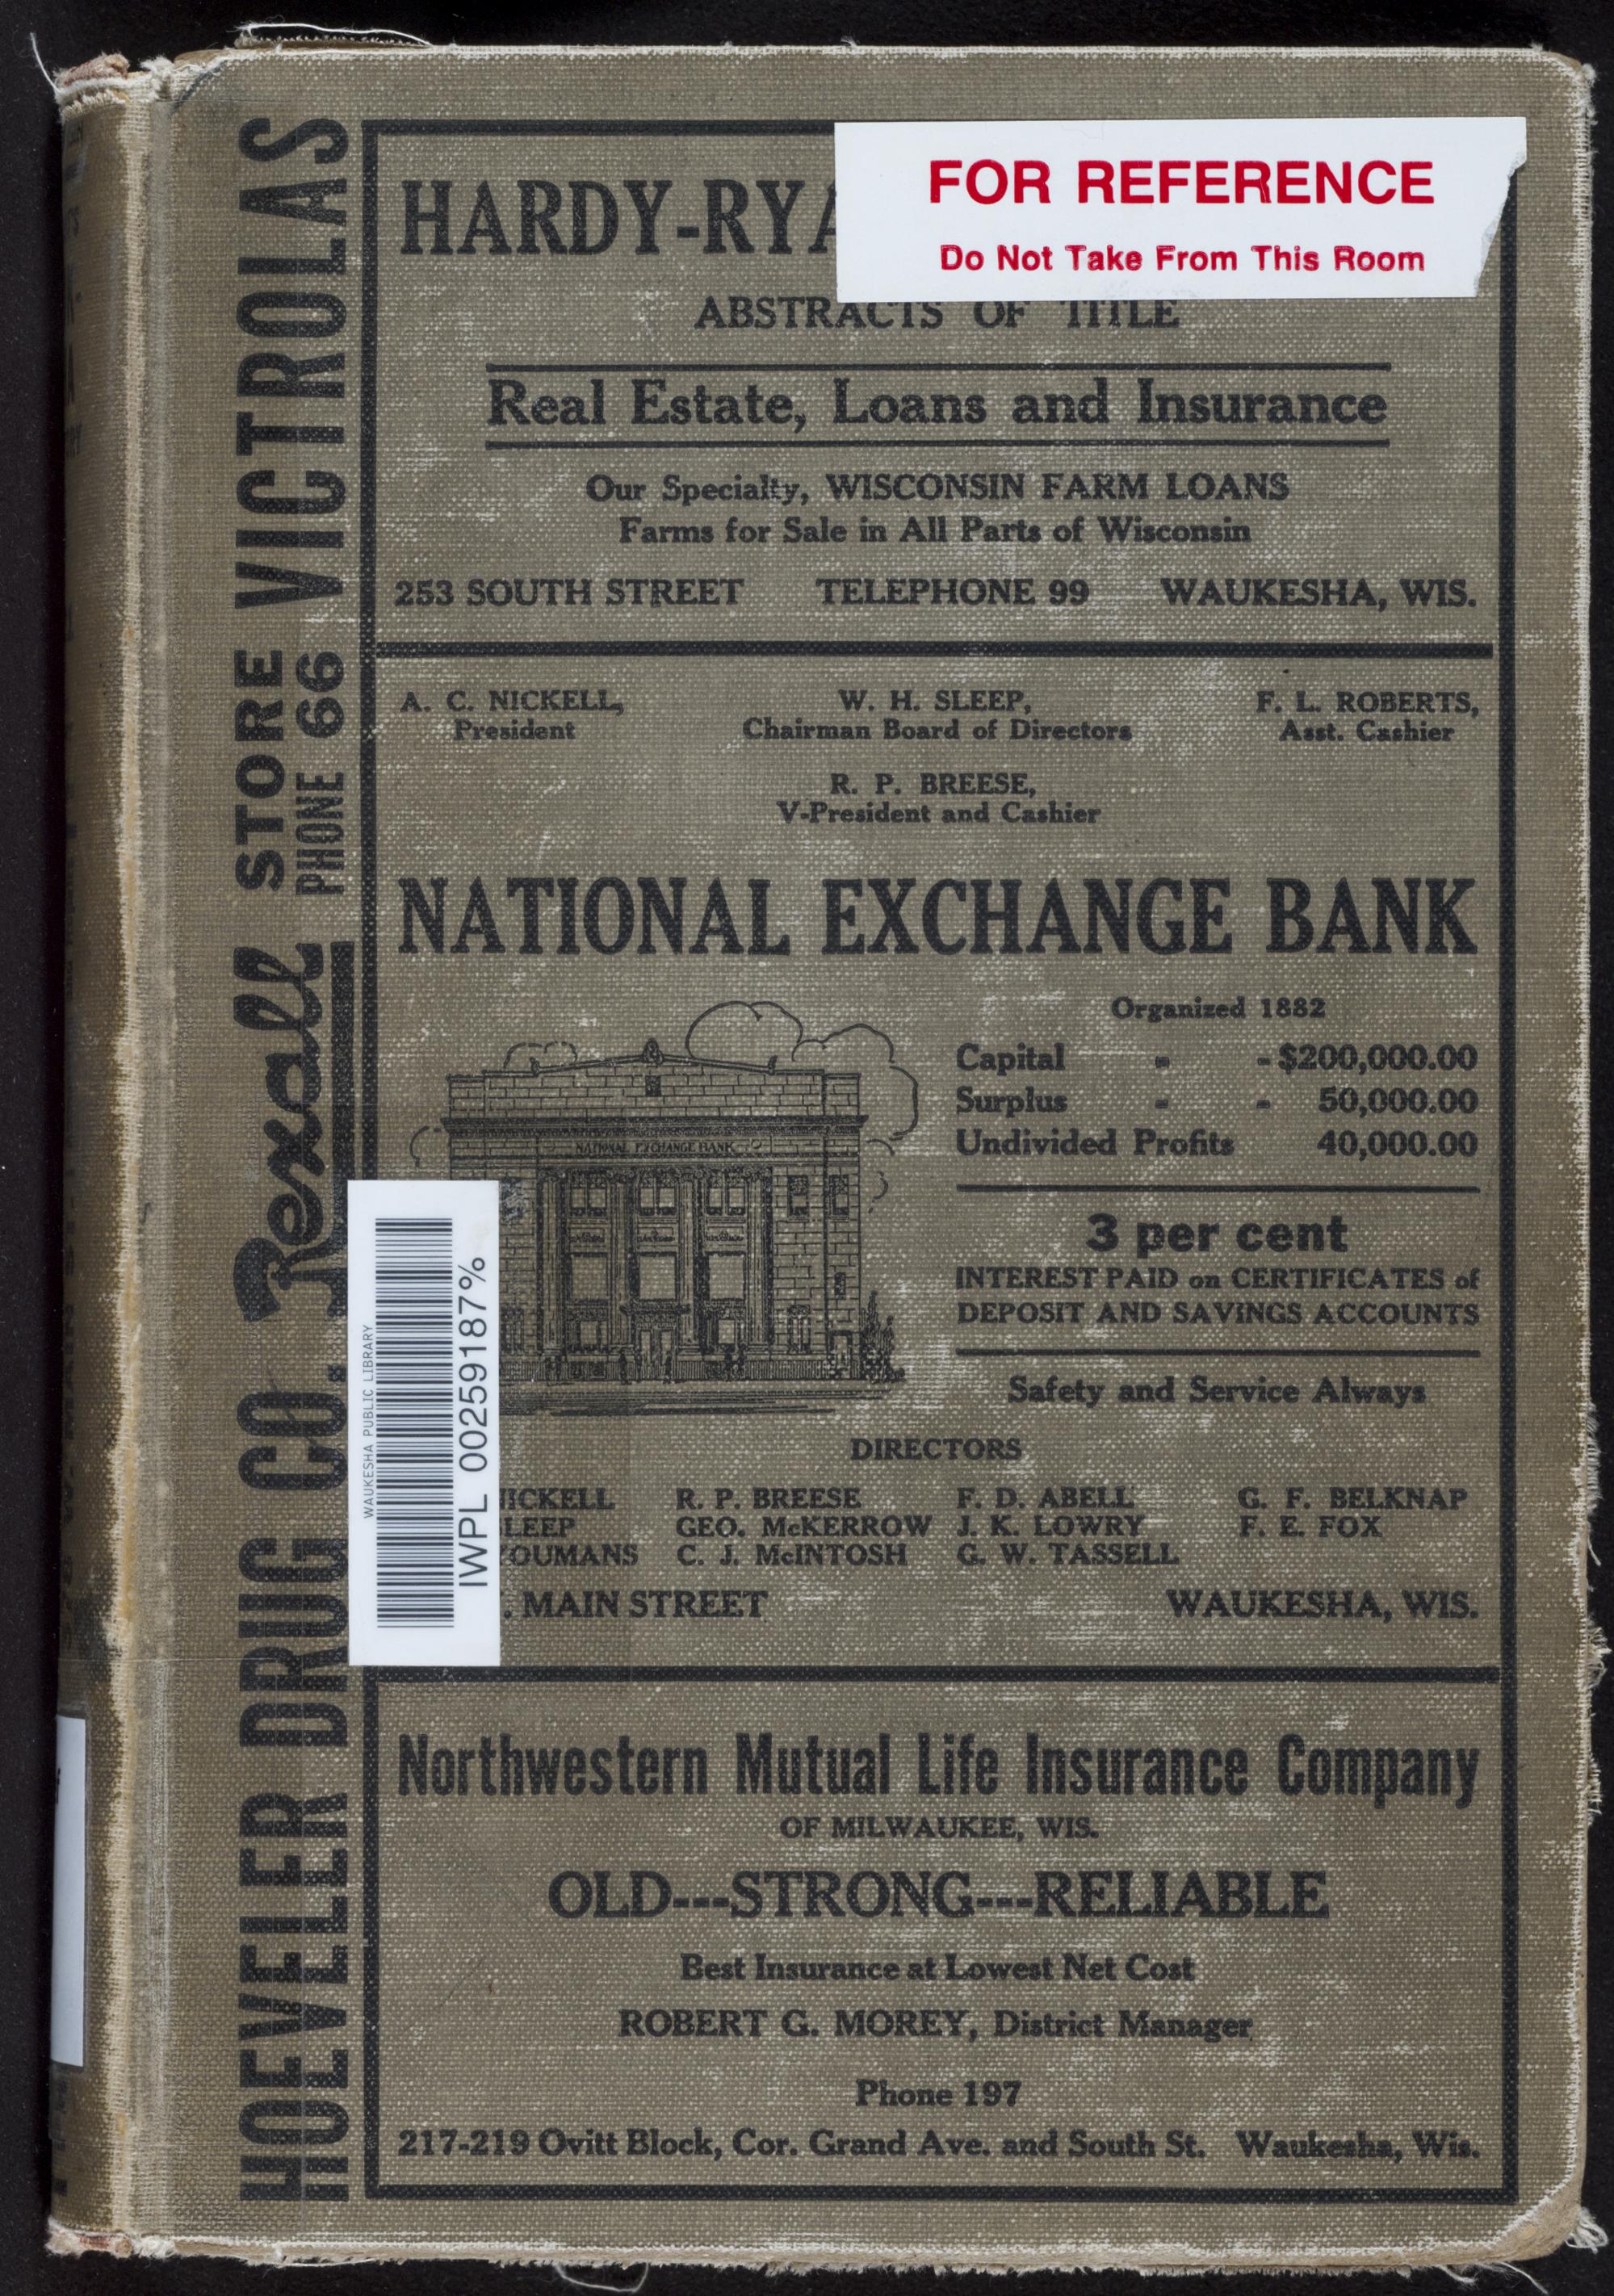 HOEVELER DRUG CO. Rexall STORE VICTROLAS
PHONE 66
FOR REFERENCE
Do Not Take From This Room
HARDY-RYA
ABSTRACTS OF TITLE
Real Estate, Loans and Insurance
Our Specialty, WISCONSIN FARM LOANS
Farms for Sale in All Parts of Wisconsin
253 SOUTH STREET TELEPHONE 99 WAUKESHA, WIS.
A. C. NICKELL, W. H. SLEEP, F. L. ROBERTS,
President Chairman Board of Directors Asst. Cashier
R. P. BREESE,
V-President and Cashier
NATIONAL EXCHANGE BANK
Organized 1882
Capital - - $200,000.00
Surplus - - 50,000.00
Undivided Profits 40,000.00
NATIONAL EXCHANGE BANK
3 per cent
INTEREST PAID on CERTIFICATES of
DEPOSIT AND SAVINGS ACCOUNTS
Safety and Service Always
WAUKESHA PUBLIC LIBRARY
IWPL 00259187%
DIRECTORS
NICKELL R. P. BREESE F. D. ABELL G. F. BELKNAP
LEEP GEO. McKERROW J. K. LOWRY F. E. FOX
YOUMANS C. J. McINTOSH G. W. TASSELL
. MAIN STREET WAUKESHA, WIS.
Northwestern Mutual Life Insurance Company
OF MILWAUKEE, WIS.
OLD---STRONG---RELIABLE
Best Insurance at Lowest Net Cost
ROBERT G. MOREY, District Manager
Phone 197
217-219 Ovitt Block, Cor. Grand Ave. and South St. Waukesha, Wis.